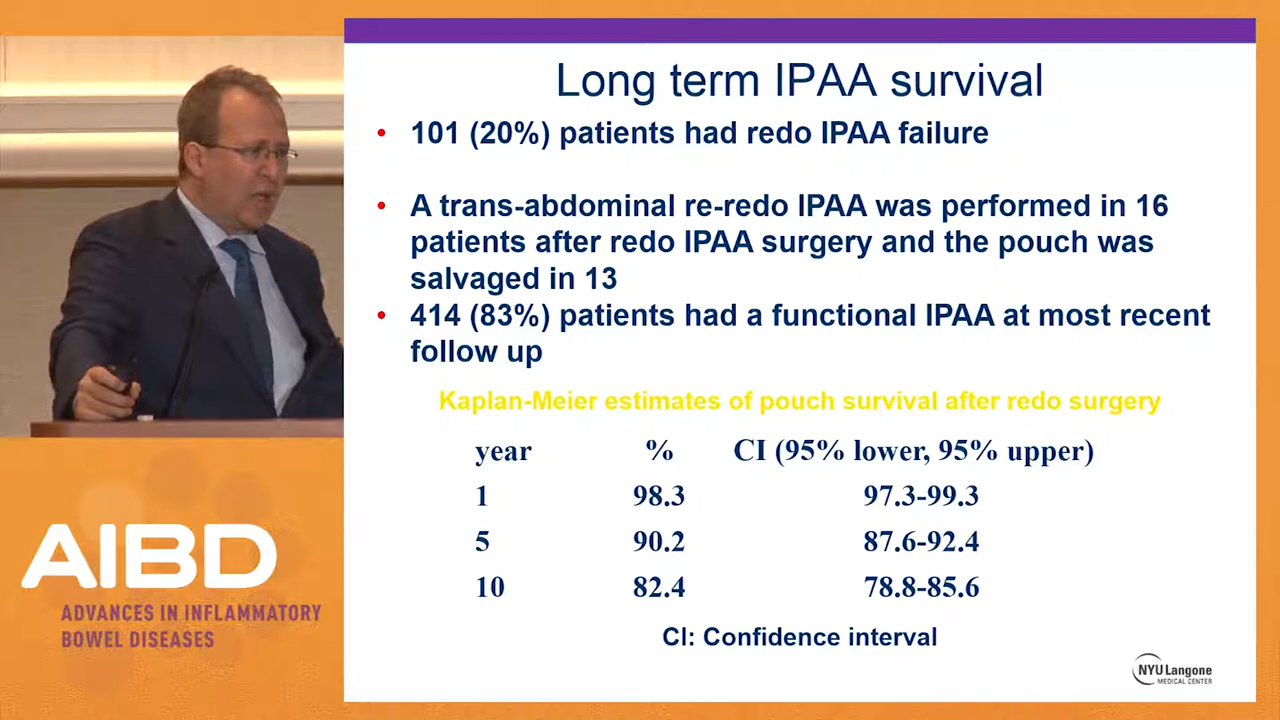 Long term IPAA survival
• 101 (20%) patients had redo IPAA failure
• A trans-abdominal re-redo IPAA was performed in 16
patients after redo IPAA surgery and the pouch was
salvaged in 13
• 414 (83%) patients had a functional IPAA at most recent
follow up
Kaplan-Meier estimates of pouch survival after redo surgery
year % CI (95% lower, 95% upper)
1 98.3 97.3-99.3
5 90.2 87.6-92.4
10 82.4 78.8-85.6
CI: Confidence interval
NYU Langone
MEDICAL CENTER
AIBD
ADVANCES IN INFLAMMATORY
BOWEL DISEASES